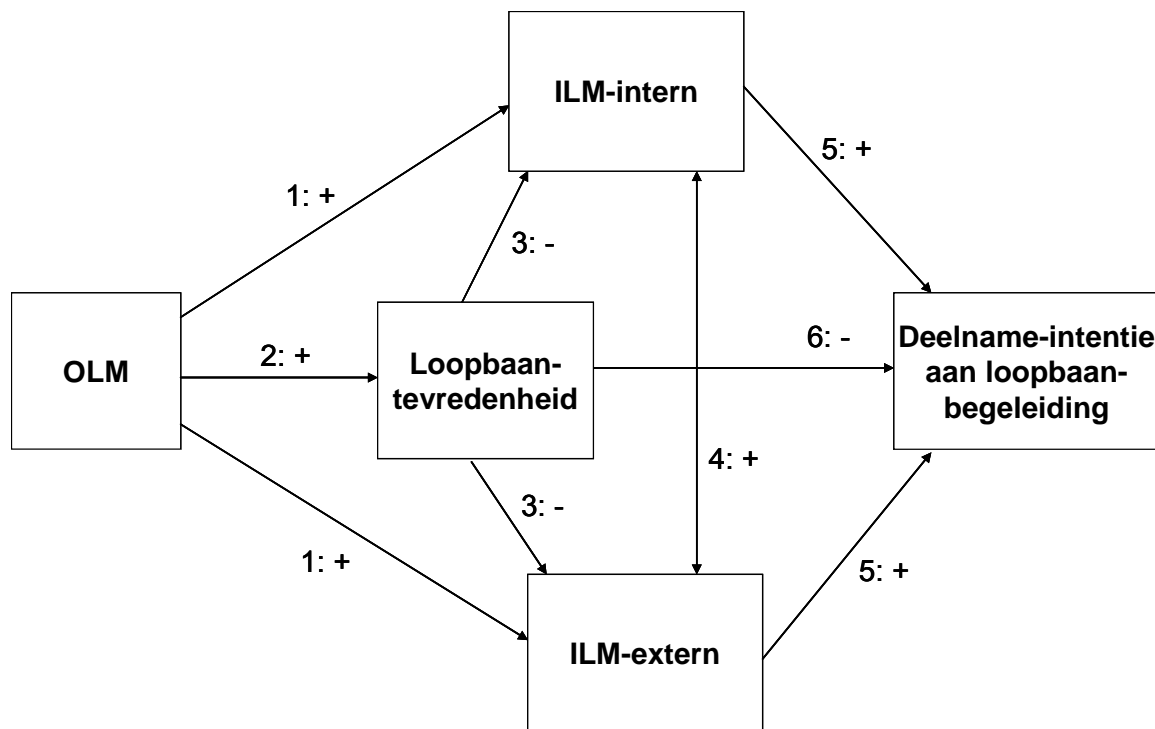 ILM-intern
5: +
1: +
3: -
OLM
2: +
Loopbaan-
tevredenheid
6: -
Deelname-intentie
aan loopbaan-
begeleiding
4: +
3: -
1: +
5: +
ILM-extern